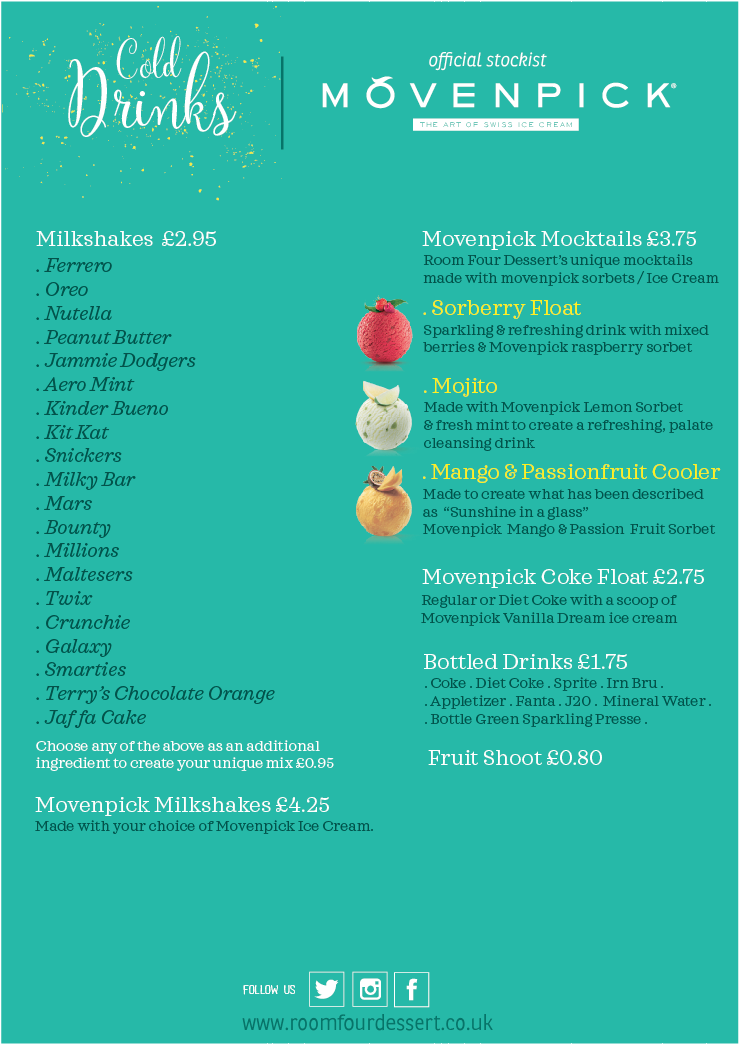 Cold
Drinks
official stockist
MÖVENPICK®
THE ART OF SWISS ICE CREAM
Milkshakes £2.95
. Ferrero
. Oreo
. Nutella
. Peanut Butter
. Jammie Dodgers
. Aero Mint
. Kinder Bueno
. Kit Kat
. Snickers
. Milky Bar
. Mars
. Bounty
. Millions
. Maltesers
. Twix
. Crunchie
. Galaxy
. Smarties
. Terry's Chocolate Orange
. Jaffa Cake
Choose any of the above as an additional
ingredient to create your unique mix £0.95
Movenpick Milkshakes £4.25
Made with your choice of Movenpick Ice Cream.
Movenpick Mocktails £3.75
Room Four Dessert's unique mocktails
made with movenpick sorbets / Ice Cream
. Sorberry Float
Sparkling & refreshing drink with mixed
berries & Movenpick raspberry sorbet
. Mojito
Made with Movenpick Lemon Sorbet
& fresh mint to create a refreshing, palate
cleansing drink
. Mango & Passionfruit Cooler
Made to create what has been described
as “Sunshine in a glass”
Movenpick Mango & Passion Fruit Sorbet
Movenpick Coke Float £2.75
Regular or Diet Coke with a scoop of
Movenpick Vanilla Dream ice cream
Bottled Drinks £1.75
. Coke . Diet Coke . Sprite . Irn Bru .
. Appletizer . Fanta . J20 . Mineral Water .
. Bottle Green Sparkling Presse .
Fruit Shoot £0.80
FOLLOW US
www.roomfourdessert.co.uk